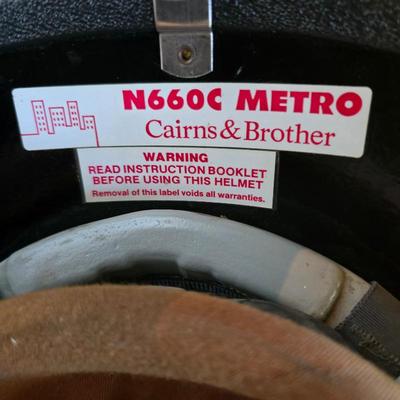 N660C METRO
Cairns & Brother
WARNING
READ INSTRUCTION BOOKLET
BEFORE USING THIS HELMET
Removal of this label voids all warranties.